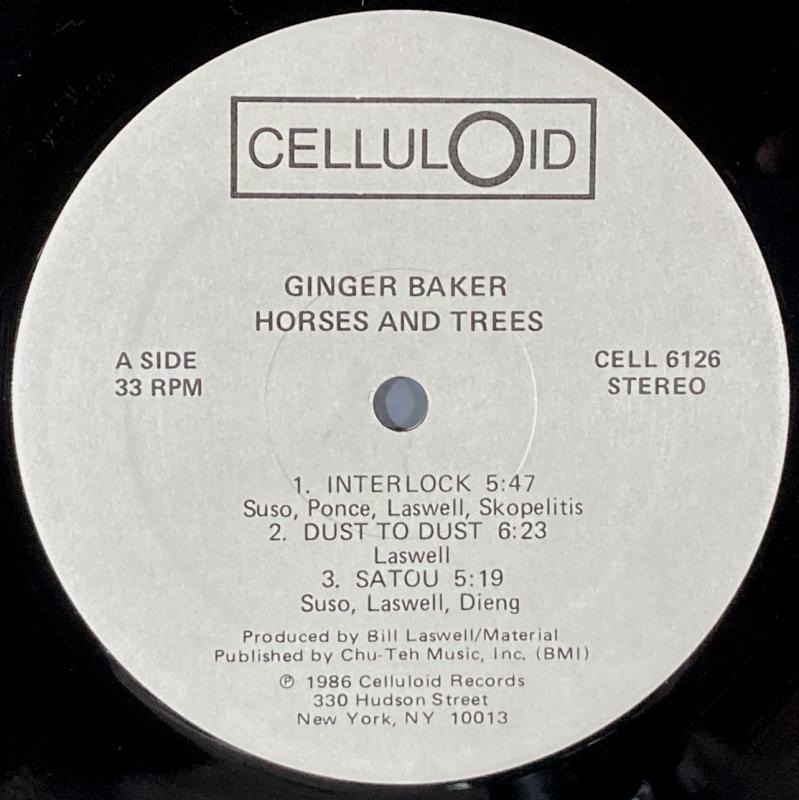 CELLULOID
GINGER BAKER
HORSES AND TREES
A SIDE
33 RPM
CELL 6126
STEREO
1. INTERLOCK 5:47
Suso, Ponce, Laswell, Skopelitis
2. DUST TO DUST 6:23
Laswell
3. SATOU 5:19
Suso, Laswell, Dieng
Produced by Bill Laswell/Material
Published by Chu-Teh Music, Inc. (BMI)
℗ 1986 Celluloid Records
330 Hudson Street
New York, NY 10013